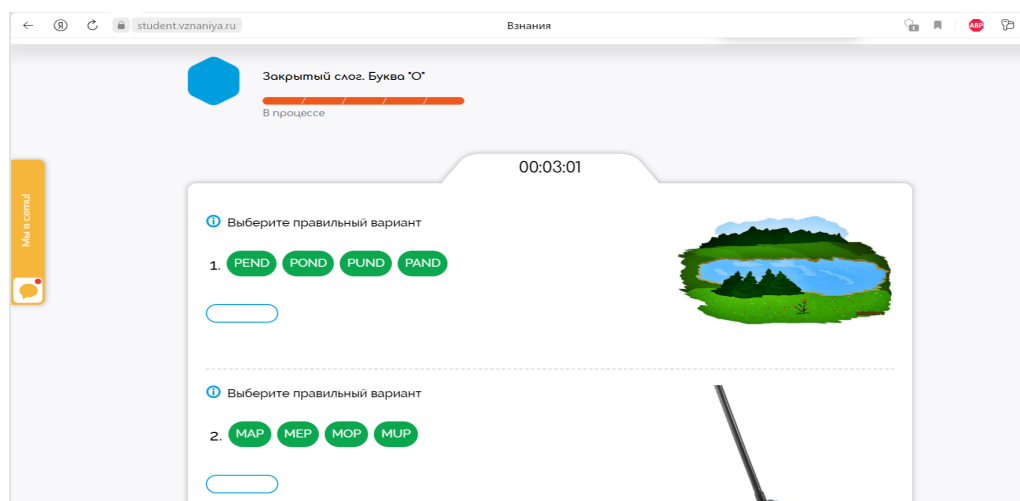 student.vznaniya.ru
Взнания
ABP
Закрытый слог. Буква "О"
В процессе
00:03:01
Мы в сети!
Выберите правильный вариант
1. PEND POND PUND PAND
Выберите правильный вариант
2. MAP MEP MOP MUP